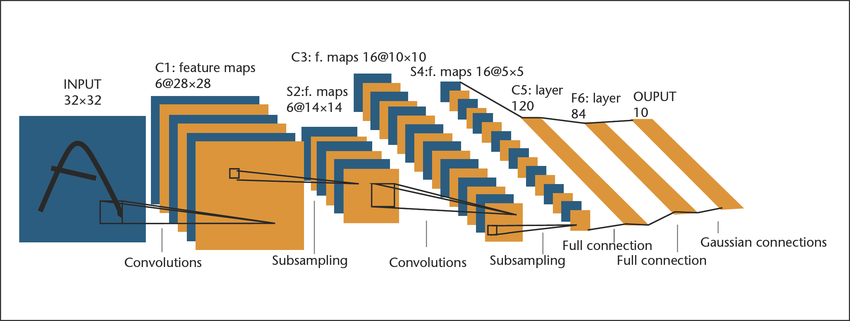 INPUT
32×32
C1: feature maps
6@28×28
S2:f. maps
6@14×14
C3: f. maps 16@10×10
S4:f. maps 16@5×5
C5: layer
120
F6: layer
84
OUPUT
10
Convolutions
Subsampling
Convolutions
Subsampling
Full connection
Full connection
Gaussian connections